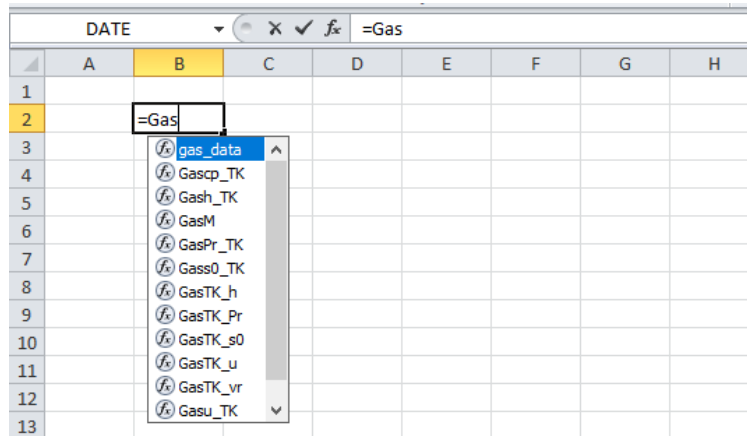 DATE fx =Gas
A B C D E F G H
1
2 =Gas
3 gas_data
4 Gascp_TK
5 Gash_TK
6 GasM
7 GasPr_TK
8 Gass0_TK
9 GasTK_h
10 GasTK_Pr
11 GasTK_s0
12 GasTK_u
13 GasTK_vr
Gasu_TK